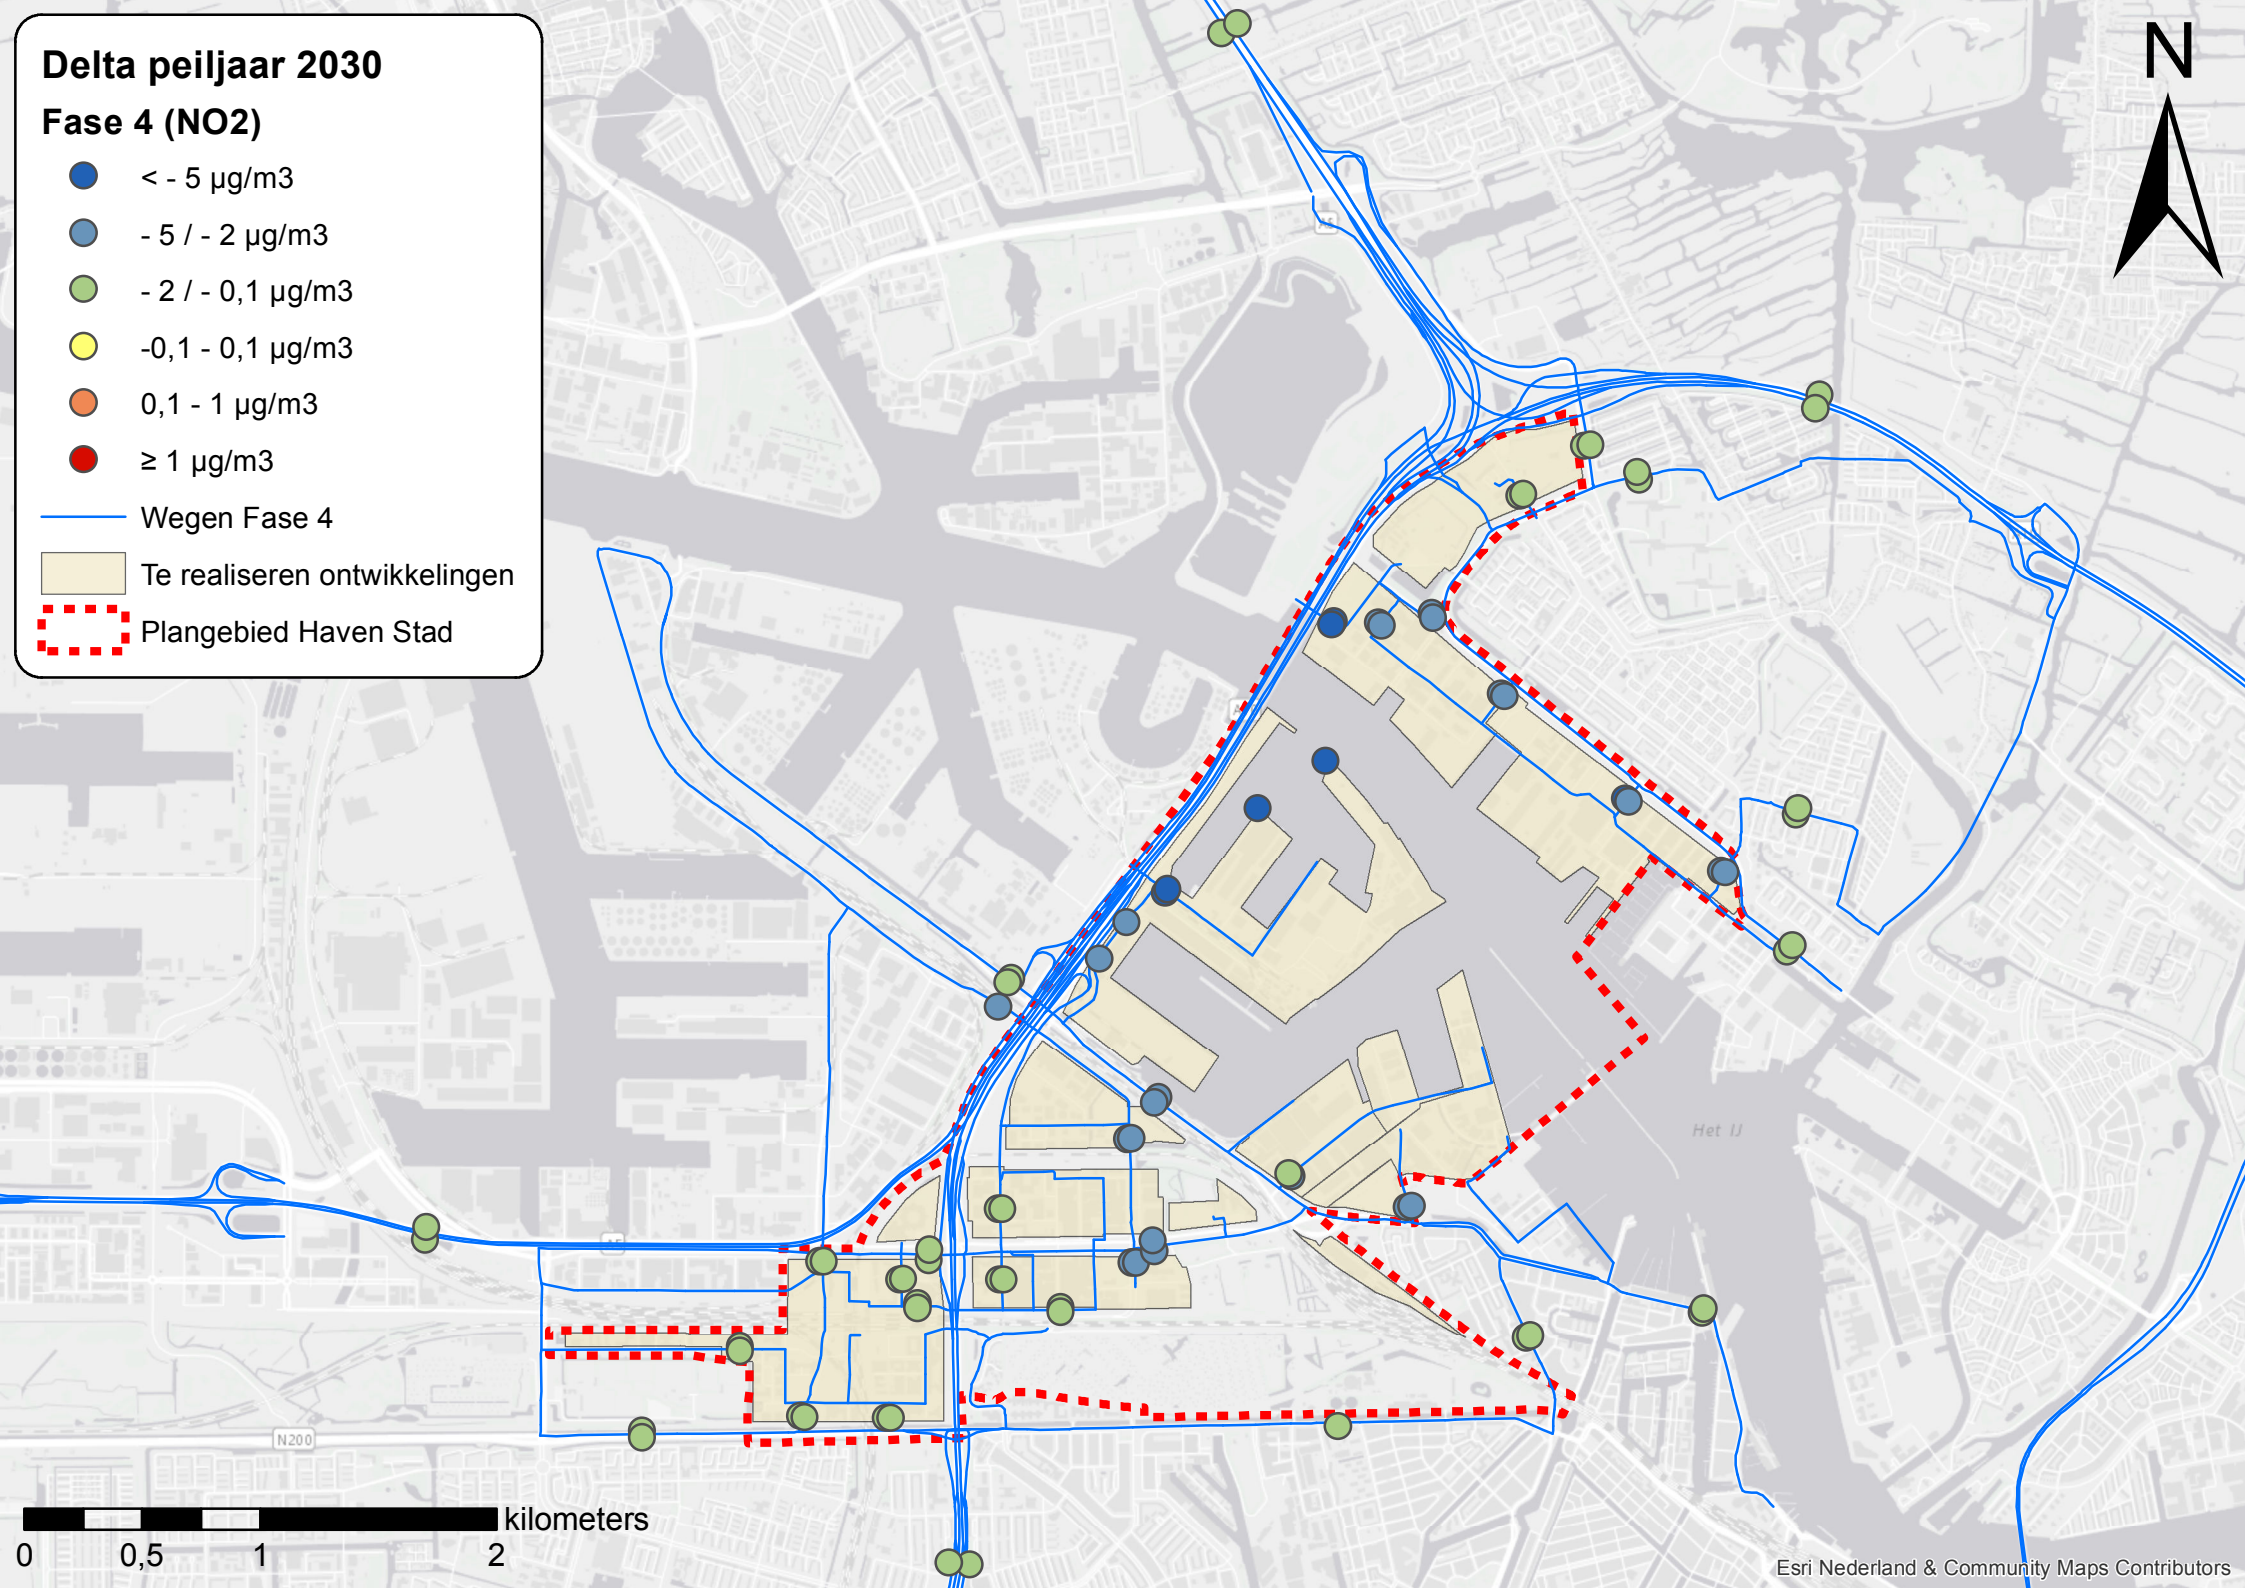 Delta peiljaar 2030
Fase 4 (NO2)
< - 5 µg/m3
- 5 / - 2 µg/m3
- 2 / - 0,1 µg/m3
-0,1 - 0,1 µg/m3
0,1 - 1 µg/m3
≥ 1 µg/m3
Wegen Fase 4
Te realiseren ontwikkelingen
Plangebied Haven Stad
N
A5
Het IJ
A5
N200
kilometers
0 0,5 1 2
Esri Nederland & Community Maps Contributors